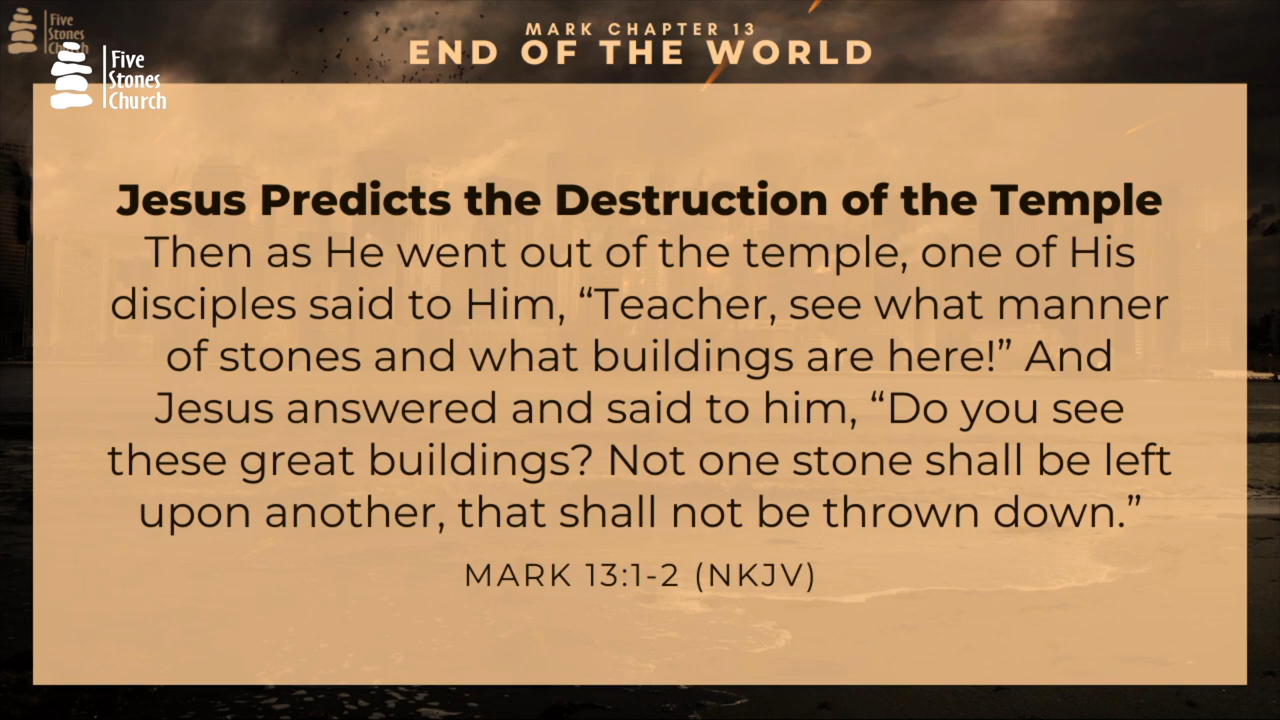 Five
Stones
Church
Five
Stones
Church
MARK CHAPTER 13
END OF THE WORLD
Jesus Predicts the Destruction of the Temple
Then as He went out of the temple, one of His
disciples said to Him, “Teacher, see what manner
of stones and what buildings are here!” And
Jesus answered and said to him, “Do you see
these great buildings? Not one stone shall be left
upon another, that shall not be thrown down.”
MARK 13:1-2 (NKJV)